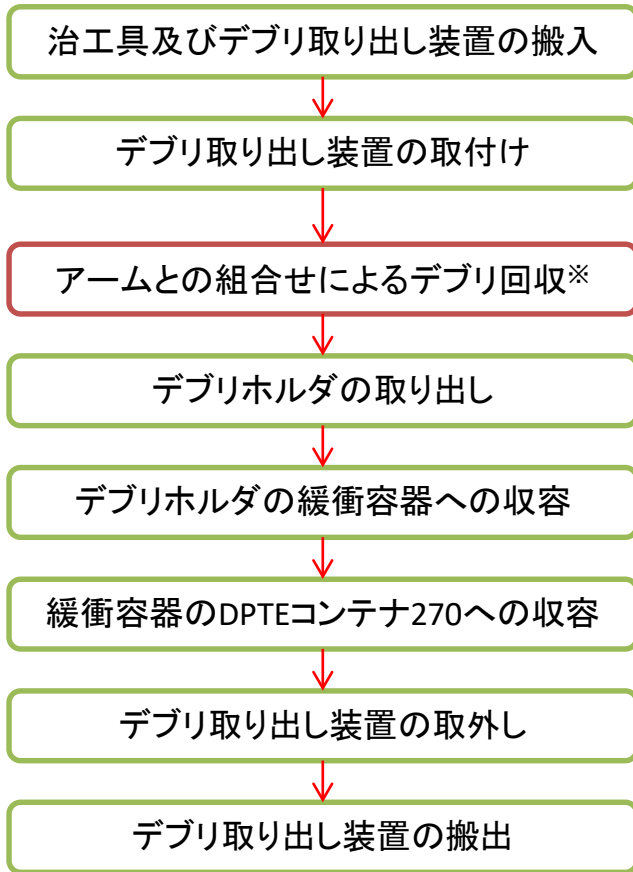 治工具及びデブリ取り出し装置の搬入
デブリ取り出し装置の取付け
アームとの組合せによるデブリ回収※
デブリホルダの取り出し
デブリホルダの緩衝容器への収容
緩衝容器のDPTEコンテナ270への収容
デブリ取り出し装置の取外し
デブリ取り出し装置の搬出